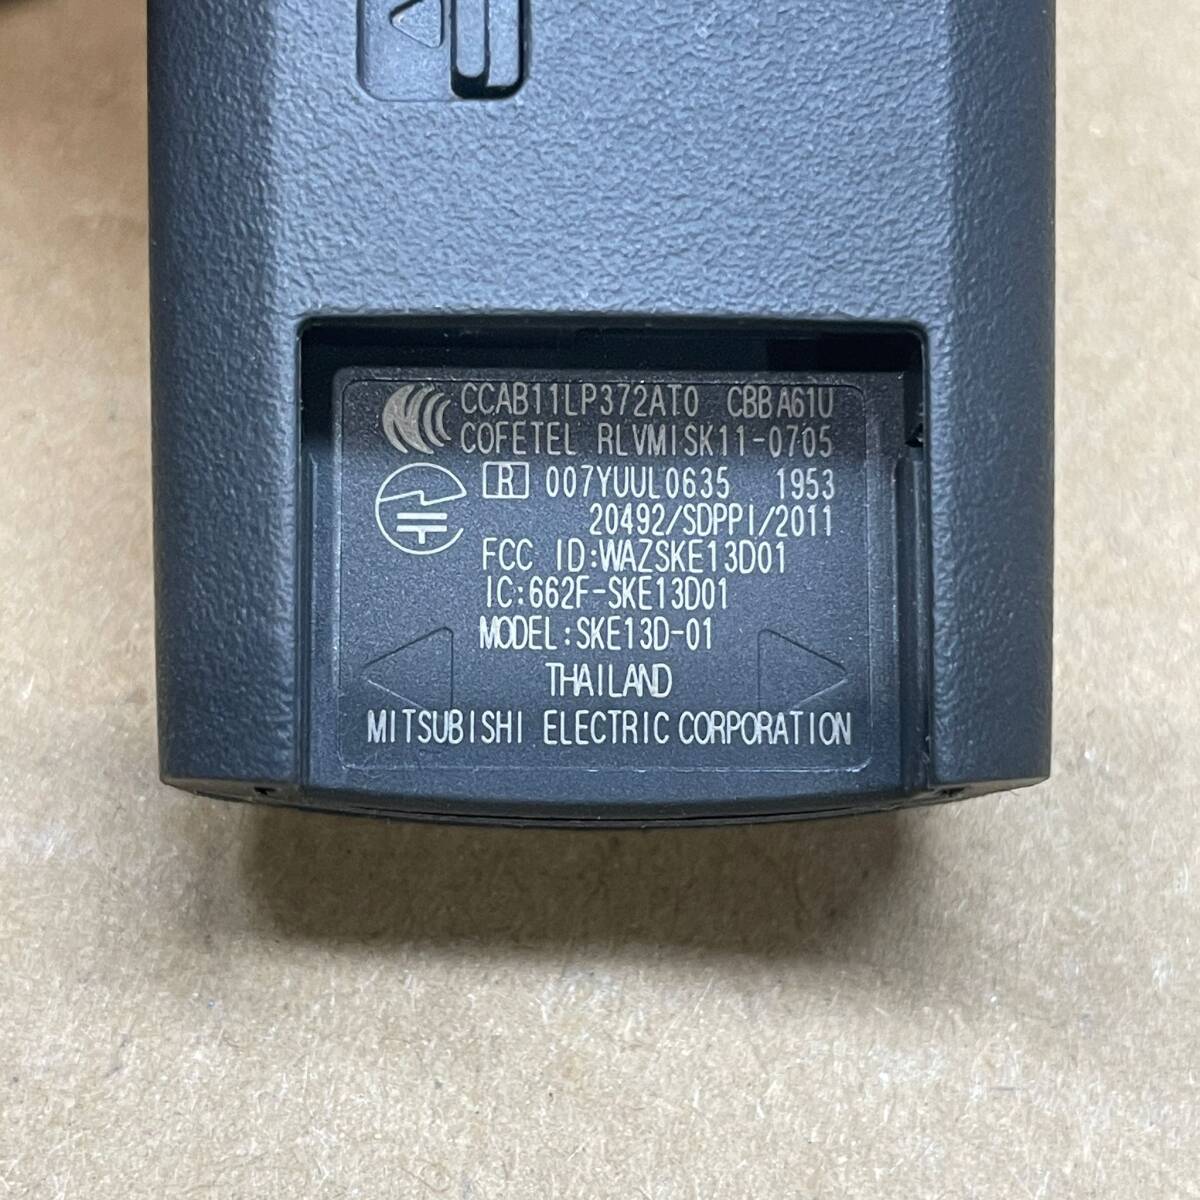 CCAB11LP372AT0 CBBA61U
COFETEL RLVMISK11-0705
R 007YUUL0635 1953
20492/SDPPI/2011
FCC ID:WAZSKE13D01
IC:662F-SKE13D01
MODEL:SKE13D-01
THAILAND
MITSUBISHI ELECTRIC CORPORATION